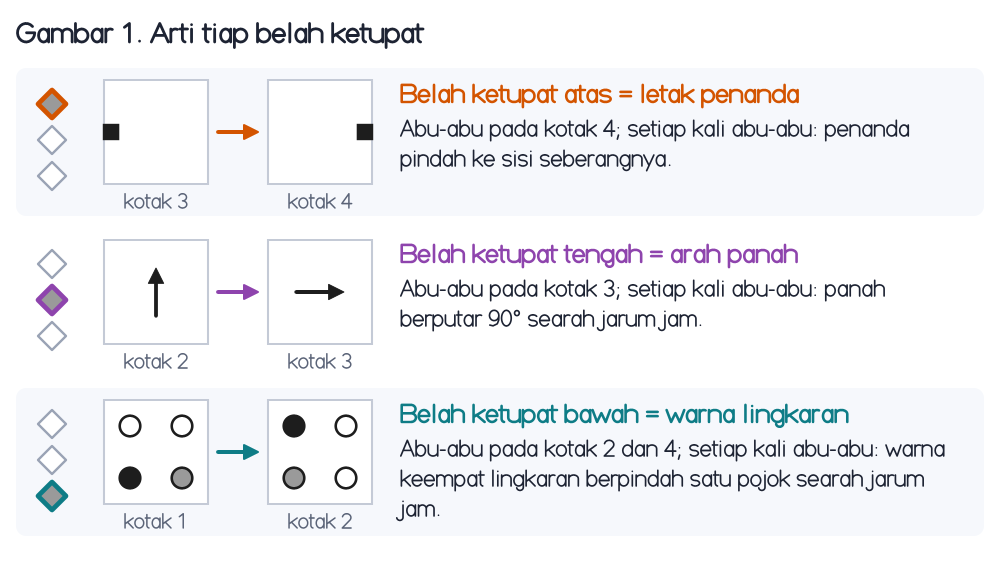 Gambar 1. Arti tiap belah ketupat
Belah ketupat atas = letak penanda
Abu-abu pada kotak 4; setiap kali abu-abu: penanda
pindah ke sisi seberangnya.
kotak 3
kotak 4
Belah ketupat tengah = arah panah
Abu-abu pada kotak 3; setiap kali abu-abu: panah
berputar 90° searah jarum jam.
kotak 2
kotak 3
Belah ketupat bawah = warna lingkaran
Abu-abu pada kotak 2 dan 4; setiap kali abu-abu: warna
keempat lingkaran berpindah satu pojok searah jarum
jam.
kotak 1
kotak 2